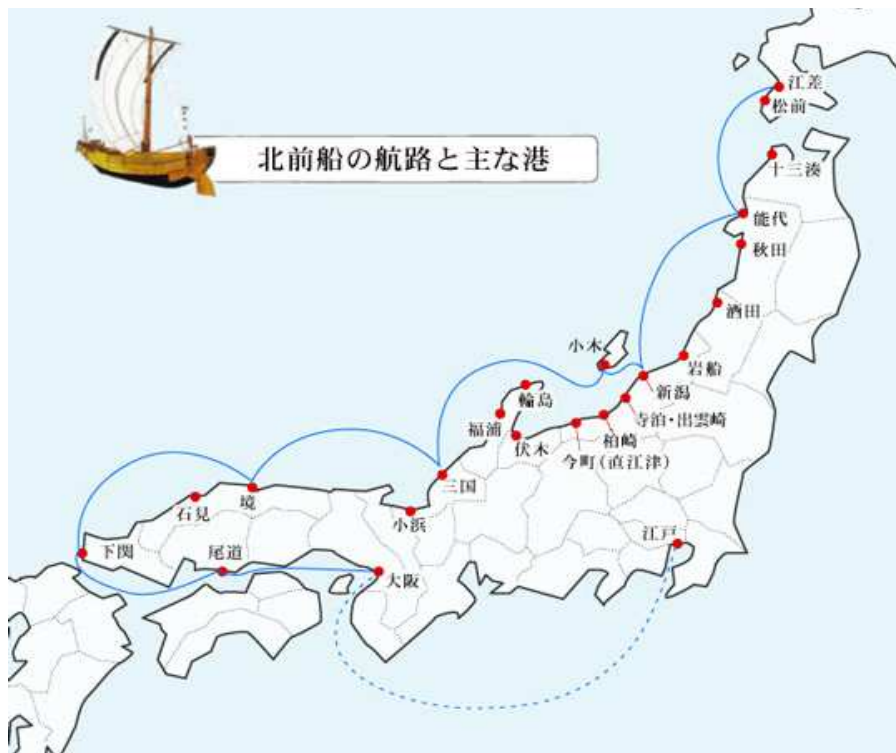 北前船の航路と主な港
江差
松前
十三湊
能代
秋田
酒田
小木
岩船
新潟
輪島
寺泊・出雲崎
福浦
柏崎
伏木
今町（直江津）
三国
境
石見
小浜
江戸
下関
尾道
大阪